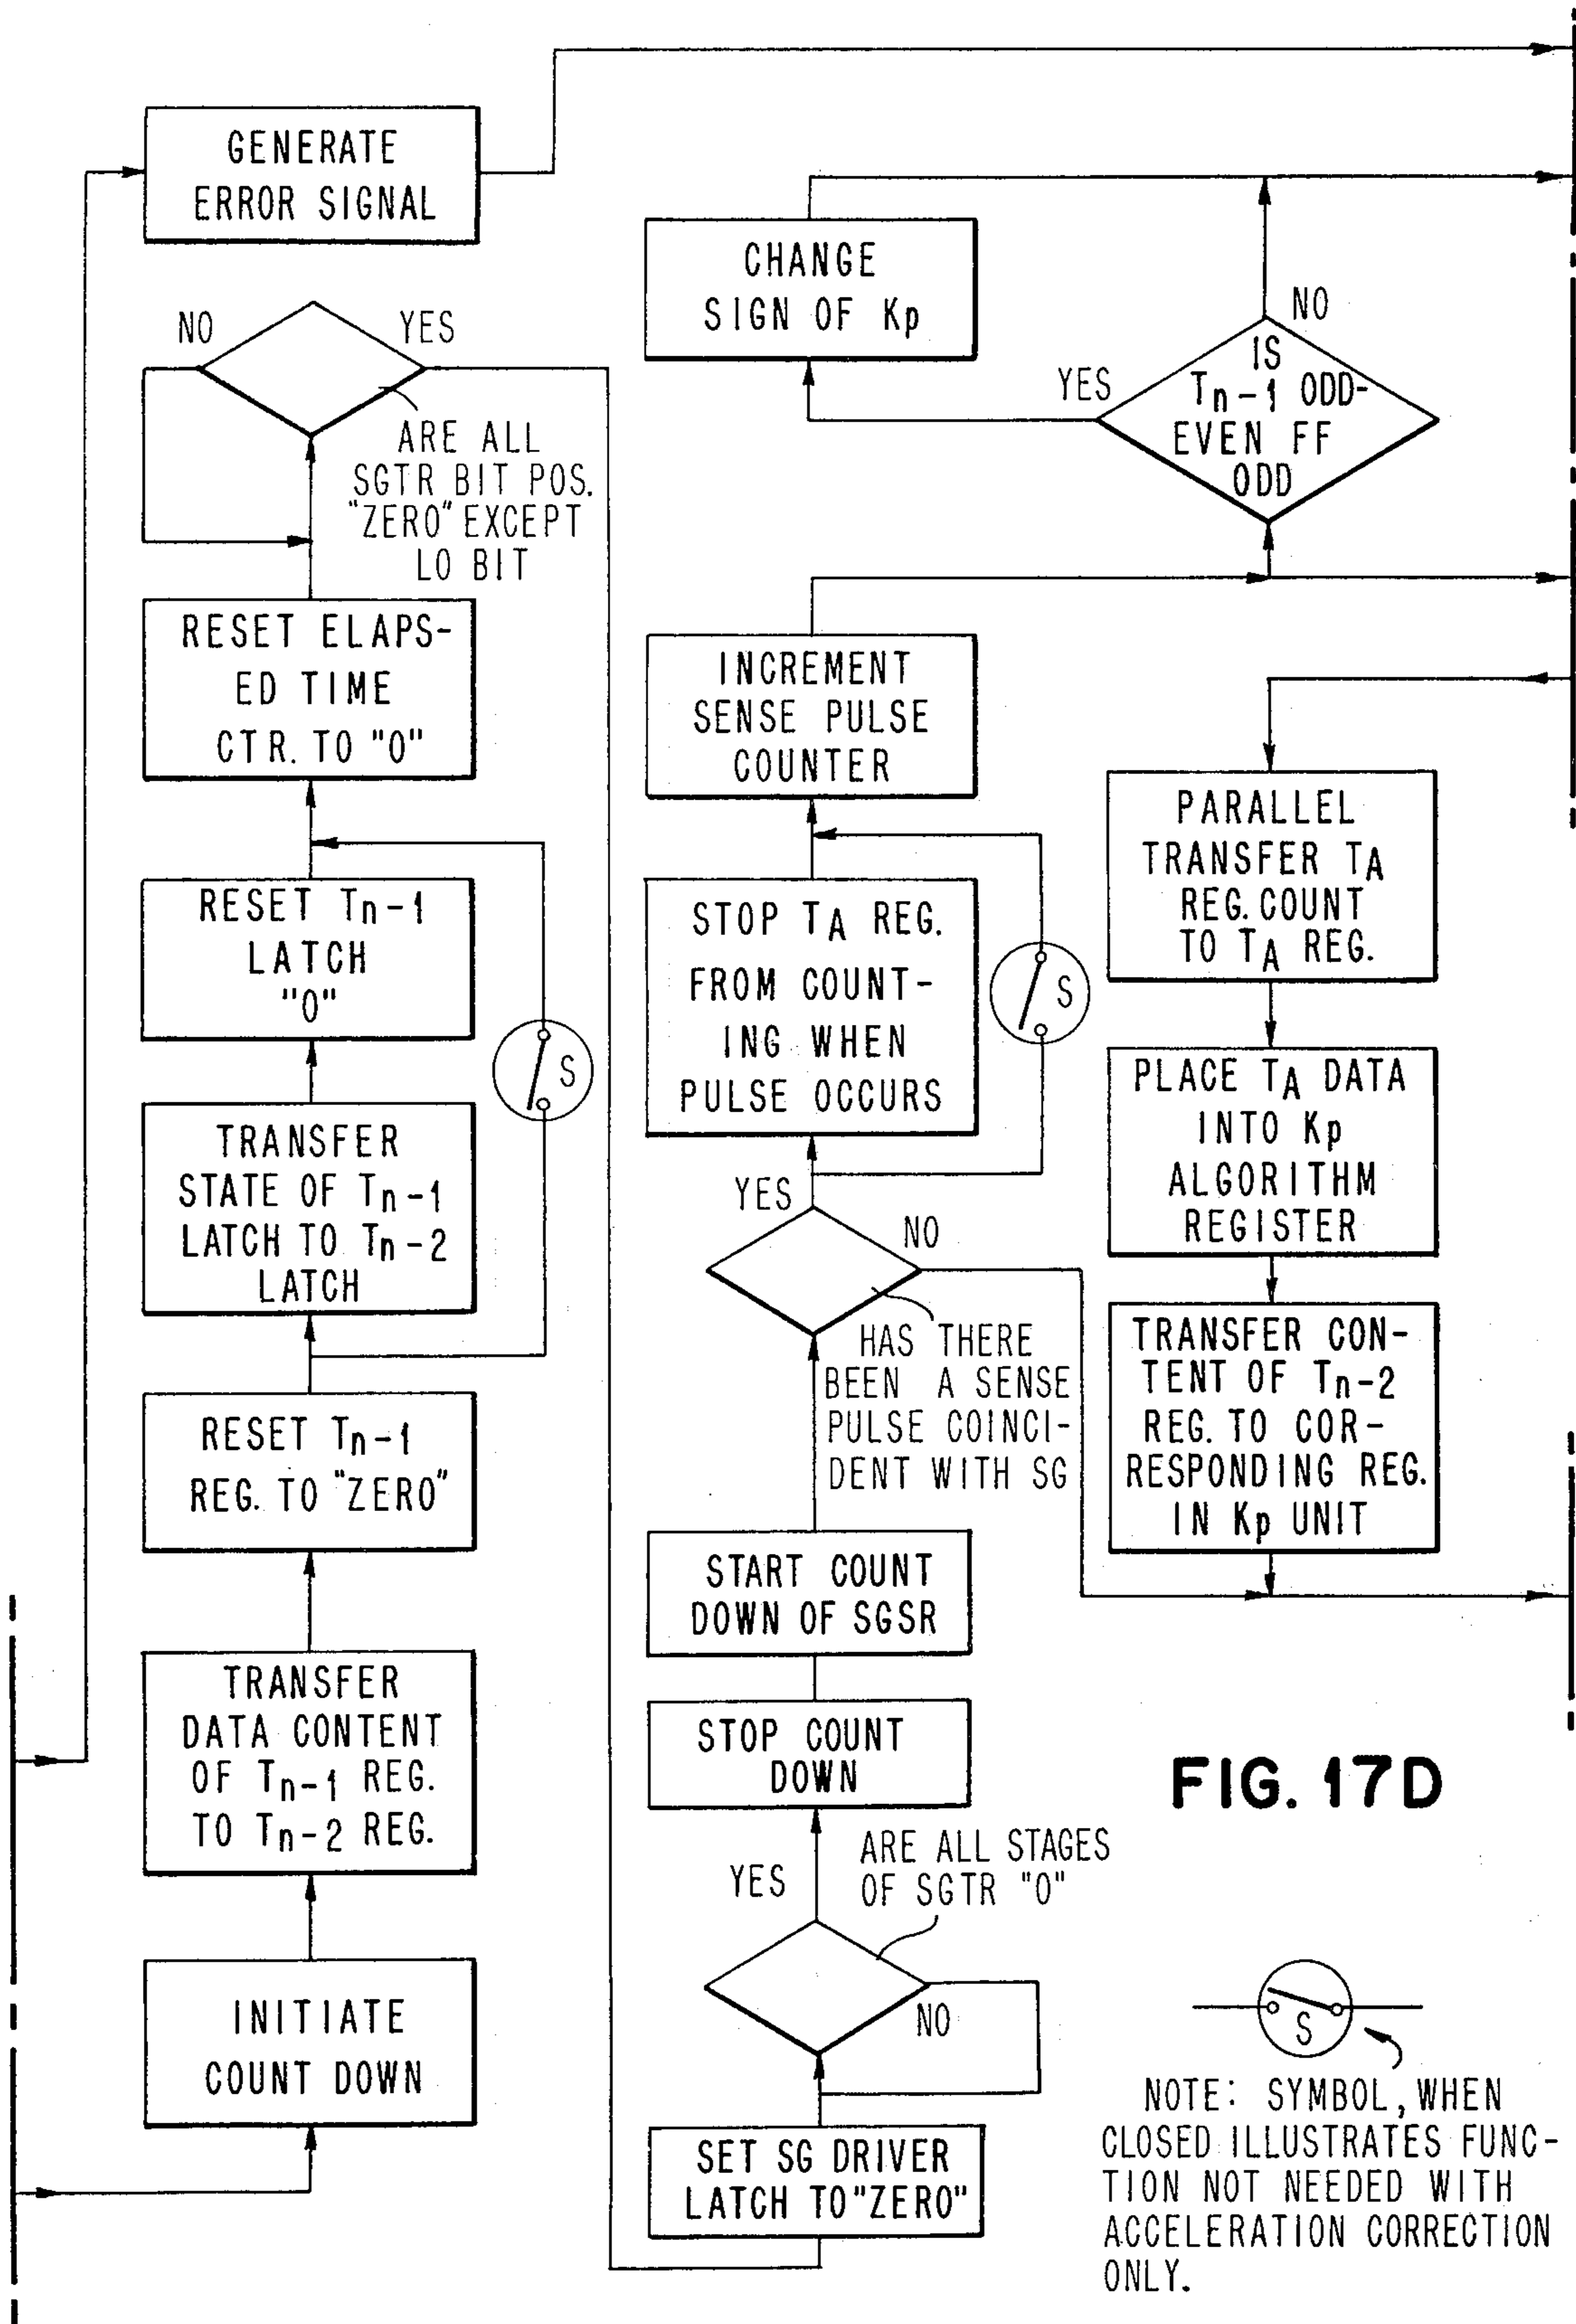 GENERATE
ERROR SIGNAL
NO
YES
ARE ALL
SGTR BIT POS.
"ZERO" EXCEPT
LO BIT
RESET ELAPS-
ED TIME
CTR. TO "0"
RESET Tn-1
LATCH
"0"
S
TRANSFER
STATE OF Tn-1
LATCH TO Tn-2
LATCH
RESET Tn-1
REG. TO "ZERO"
TRANSFER
DATA CONTENT
OF Tn-1 REG.
TO Tn-2 REG.
INITIATE
COUNT DOWN
CHANGE
SIGN OF Kp
YES
NO
IS
Tn-1 ODD-
EVEN FF
ODD
INCREMENT
SENSE PULSE
COUNTER
STOP TA REG.
FROM COUNT-
ING WHEN
PULSE OCCURS
S
YES
NO
HAS THERE
BEEN A SENSE
PULSE COINCI-
DENT WITH SG
START COUNT
DOWN OF SGSR
STOP COUNT
DOWN
YES
ARE ALL STAGES
OF SGTR "0"
NO
SET SG DRIVER
LATCH TO "ZERO"
PARALLEL
TRANSFER TA
REG. COUNT
TO TA REG.
PLACE TA DATA
INTO Kp
ALGORITHM
REGISTER
TRANSFER CON-
TENT OF Tn-2
REG. TO COR-
RESPONDING REG.
IN Kp UNIT
FIG. 17D
S
NOTE: SYMBOL, WHEN
CLOSED ILLUSTRATES FUNC-
TION NOT NEEDED WITH
ACCELERATION CORRECTION
ONLY.